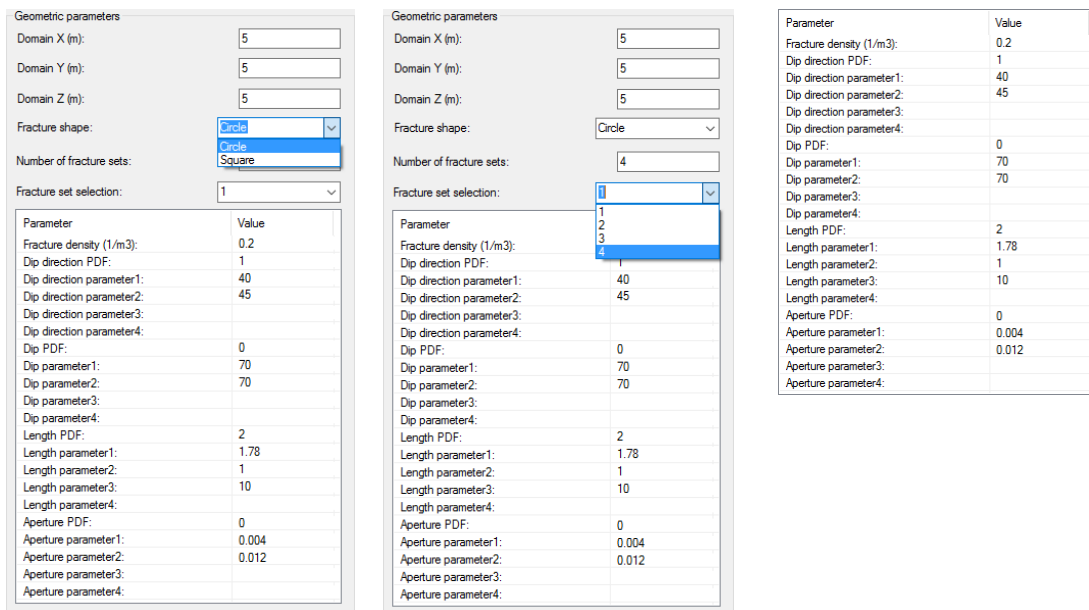 Geometric parameters
Domain X (m): 5
Domain Y (m): 5
Domain Z (m): 5
Fracture shape: Circle
Circle
Square
Number of fracture sets:
Fracture set selection: 1
Parameter Value
Fracture density (1/m3): 0.2
Dip direction PDF: 1
Dip direction parameter1: 40
Dip direction parameter2: 45
Dip direction parameter3:
Dip direction parameter4:
Dip PDF: 0
Dip parameter1: 70
Dip parameter2: 70
Dip parameter3:
Dip parameter4:
Length PDF: 2
Length parameter1: 1.78
Length parameter2: 1
Length parameter3: 10
Length parameter4:
Aperture PDF: 0
Aperture parameter1: 0.004
Aperture parameter2: 0.012
Aperture parameter3:
Aperture parameter4:
Geometric parameters
Domain X (m): 5
Domain Y (m): 5
Domain Z (m): 5
Fracture shape: Circle
Number of fracture sets: 4
Fracture set selection: 1
1
2
3
4
Parameter
Fracture density (1/m3):
Dip direction PDF: 1
Dip direction parameter1: 40
Dip direction parameter2: 45
Dip direction parameter3:
Dip direction parameter4:
Dip PDF: 0
Dip parameter1: 70
Dip parameter2: 70
Dip parameter3:
Dip parameter4:
Length PDF: 2
Length parameter1: 1.78
Length parameter2: 1
Length parameter3: 10
Length parameter4:
Aperture PDF: 0
Aperture parameter1: 0.004
Aperture parameter2: 0.012
Aperture parameter3:
Aperture parameter4:
Parameter Value
Fracture density (1/m3): 0.2
Dip direction PDF: 1
Dip direction parameter1: 40
Dip direction parameter2: 45
Dip direction parameter3:
Dip direction parameter4:
Dip PDF: 0
Dip parameter1: 70
Dip parameter2: 70
Dip parameter3:
Dip parameter4:
Length PDF: 2
Length parameter1: 1.78
Length parameter2: 1
Length parameter3: 10
Length parameter4:
Aperture PDF: 0
Aperture parameter1: 0.004
Aperture parameter2: 0.012
Aperture parameter3:
Aperture parameter4: